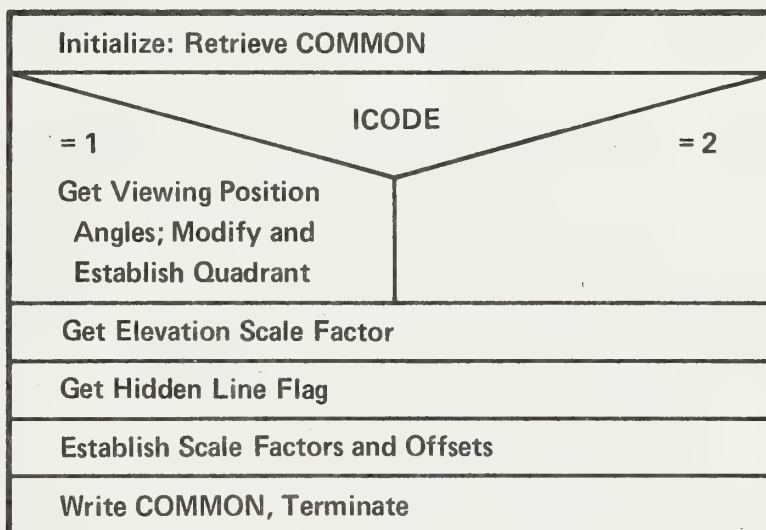 Initialize: Retrieve COMMON
ICODE
= 1
= 2
Get Viewing Position
Angles; Modify and
Establish Quadrant
Get Elevation Scale Factor
Get Hidden Line Flag
Establish Scale Factors and Offsets
Write COMMON, Terminate